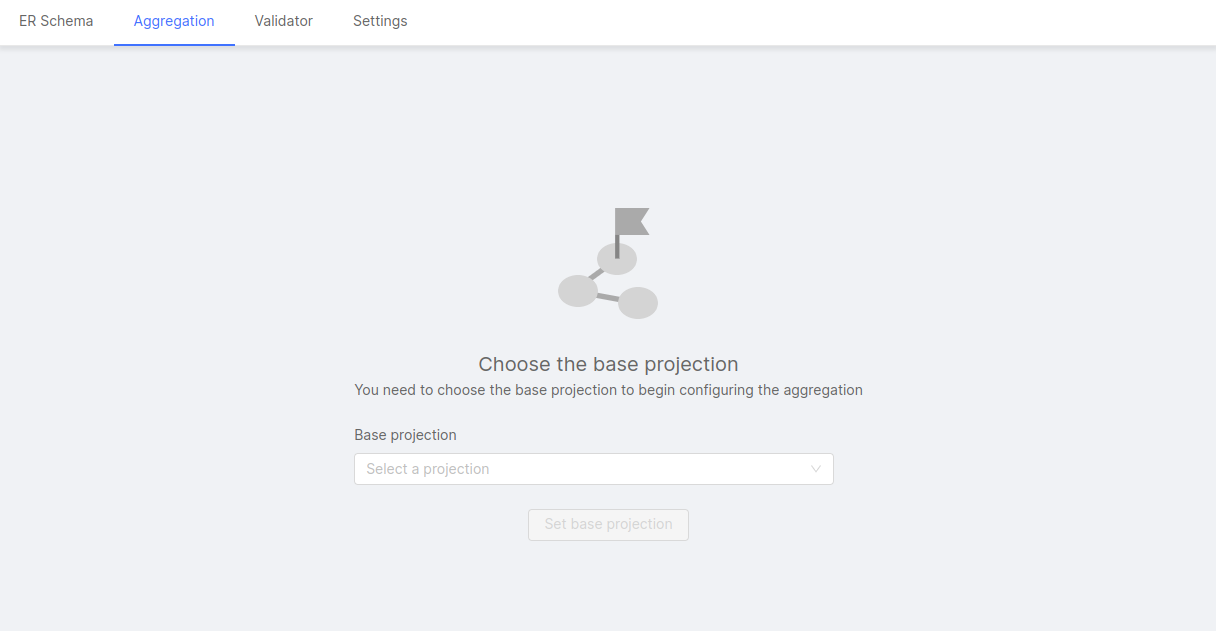 ER Schema Aggregation Validator Settings
Choose the base projection
You need to choose the base projection to begin configuring the aggregation
Base projection
Select a projection
Set base projection